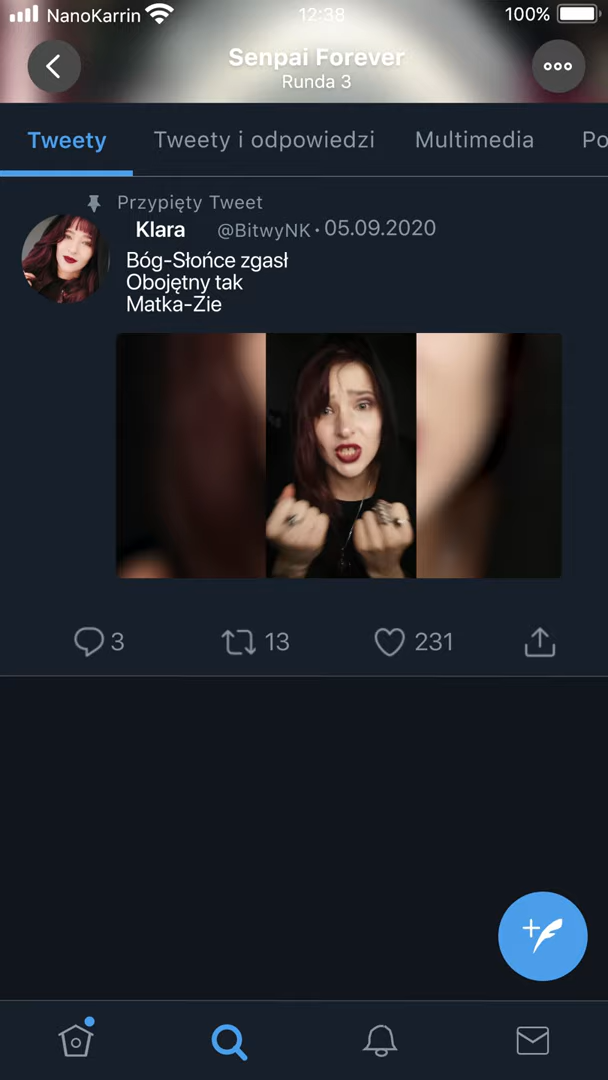 NanoKarrin 12:38 100%
Senpai Forever
Runda 3
Tweety Tweety i odpowiedzi Multimedia Po
Przypięty Tweet
Klara @BitwyNK · 05.09.2020
Bóg-Słońce zgasł
Obojętny tak
Matka-Zie
3 13 231